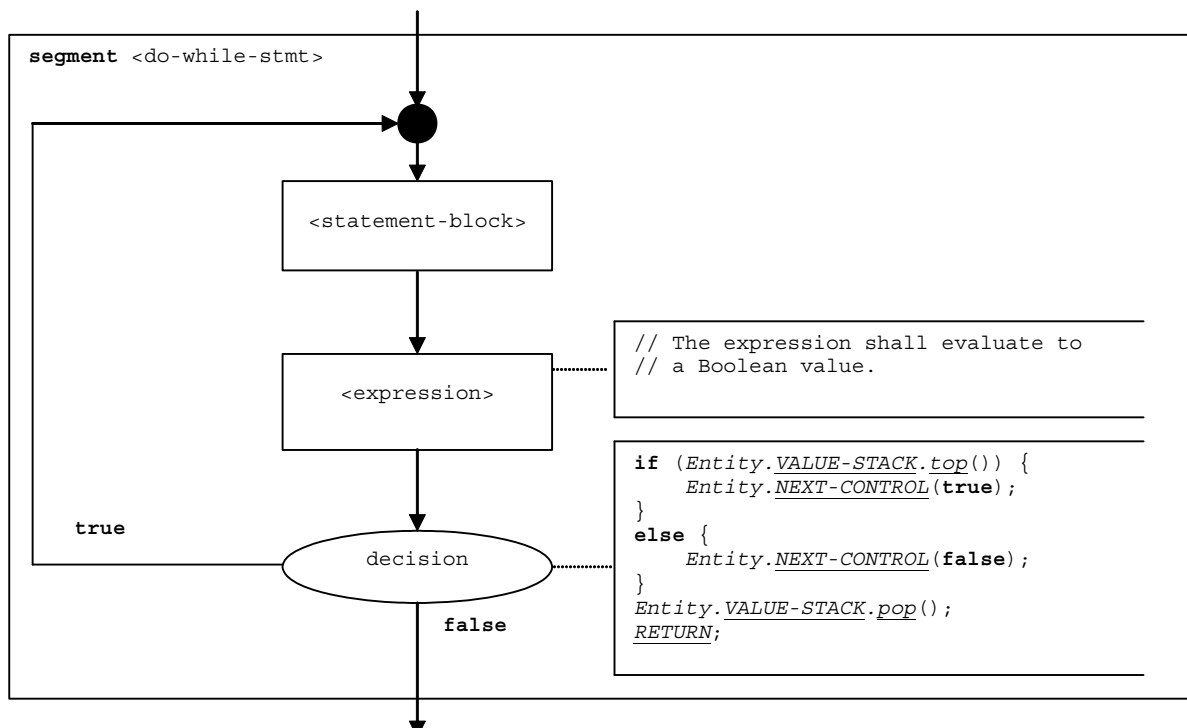 segment <do-while-stmt>
<statement-block>
// The expression shall evaluate to
// a Boolean value.
<expression>
if (Entity.VALUE-STACK.top()) {
    Entity.NEXT-CONTROL(true);
}
else {
    Entity.NEXT-CONTROL(false);
}
Entity.VALUE-STACK.pop();
RETURN;
true
decision
false